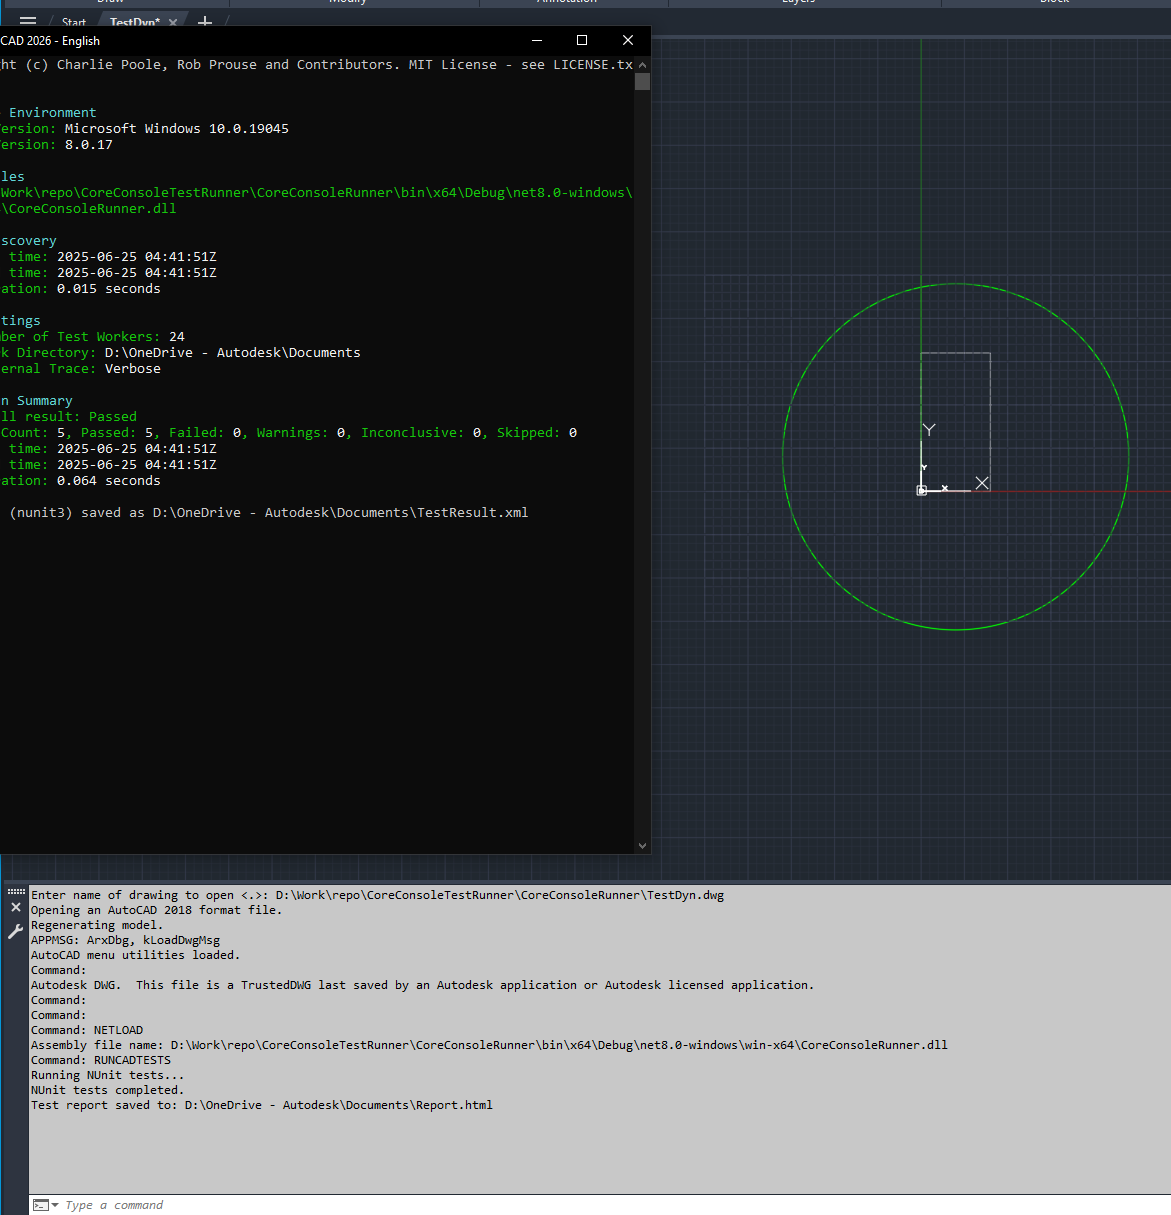 Draw Modify Annotation Layers Block
Start TestDyn*
CAD 2026 - English
ht (c) Charlie Poole, Rob Prouse and Contributors. MIT License - see LICENSE.tx
Environment
ersion: Microsoft Windows 10.0.19045
ersion: 8.0.17
les
Work\repo\CoreConsoleTestRunner\CoreConsoleRunner\bin\x64\Debug\net8.0-windows\
\CoreConsoleRunner.dll
scovery
time: 2025-06-25 04:41:51Z
time: 2025-06-25 04:41:51Z
ation: 0.015 seconds
tings
ber of Test Workers: 24
k Directory: D:\OneDrive - Autodesk\Documents
ernal Trace: Verbose
n Summary
ll result: Passed
Count: 5, Passed: 5, Failed: 0, Warnings: 0, Inconclusive: 0, Skipped: 0
time: 2025-06-25 04:41:51Z
time: 2025-06-25 04:41:51Z
ation: 0.064 seconds
(nunit3) saved as D:\OneDrive - Autodesk\Documents\TestResult.xml
Y
Y
X
X
Enter name of drawing to open <.>: D:\Work\repo\CoreConsoleTestRunner\CoreConsoleRunner\TestDyn.dwg
Opening an AutoCAD 2018 format file.
Regenerating model.
APPMSG: ArxDbg, kLoadDwgMsg
AutoCAD menu utilities loaded.
Command:
Autodesk DWG.  This file is a TrustedDWG last saved by an Autodesk application or Autodesk licensed application.
Command:
Command:
Command: NETLOAD
Assembly file name: D:\Work\repo\CoreConsoleTestRunner\CoreConsoleRunner\bin\x64\Debug\net8.0-windows\win-x64\CoreConsoleRunner.dll
Command: RUNCADTESTS
Running NUnit tests...
NUnit tests completed.
Test report saved to: D:\OneDrive - Autodesk\Documents\Report.html
Type a command